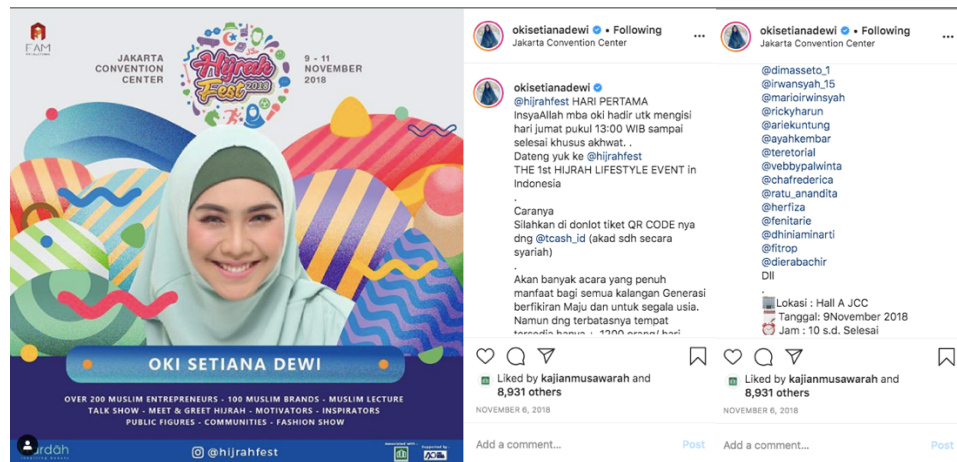 FAM
JAKARTA
CONVENTION
CENTER
Hijrah
Fest 2018
9 - 11
NOVEMBER
2018
OKI SETIANA DEWI
OVER 200 MUSLIM ENTREPRENEURS - 100 MUSLIM BRANDS - MUSLIM LECTURE
TALK SHOW - MEET & GREET HIJRAH - MOTIVATORS - INSPIRATORS
PUBLIC FIGURES - COMMUNITIES - FASHION SHOW
@hijrahfest
okisetianadewi • Following
Jakarta Convention Center
okisetianadewi
@hijrahfest HARI PERTAMA
InsyaAllah mba oki hadir utk mengisi
hari jumat pukul 13:00 WIB sampai
selesai khusus akhwat. .
Dateng yuk ke @hijrahfest
THE 1st HIJRAH LIFESTYLE EVENT in
Indonesia
.
Caranya
Silahkan di donlot tiket QR CODE nya
dng @tcash_id (akad sdh secara
syariah)
.
Akan banyak acara yang penuh
manfaat bagi semua kalangan Generasi
berfikiran Maju dan untuk segala usia.
Namun dng terbatasnya tempat
Liked by kajianmusawarah and
8,931 others
NOVEMBER 6, 2018
Add a comment...
Post
okisetianadewi • Following
Jakarta Convention Center
@dimasseto_1
@irwansyah_15
@marioirwinsyah
@rickyharun
@ariekuntung
@ayahkembar
@teretorial
@vebbypalwinta
@chafrederica
@ratu_anandita
@herfiza
@fenitarie
@dhiniaminarti
@fitrop
@dierabachir
Dll
.
Lokasi : Hall A JCC
Tanggal: 9November 2018
Jam : 10 s.d. Selesai
Liked by kajianmusawarah and
8,931 others
NOVEMBER 6, 2018
Add a comment...
Post